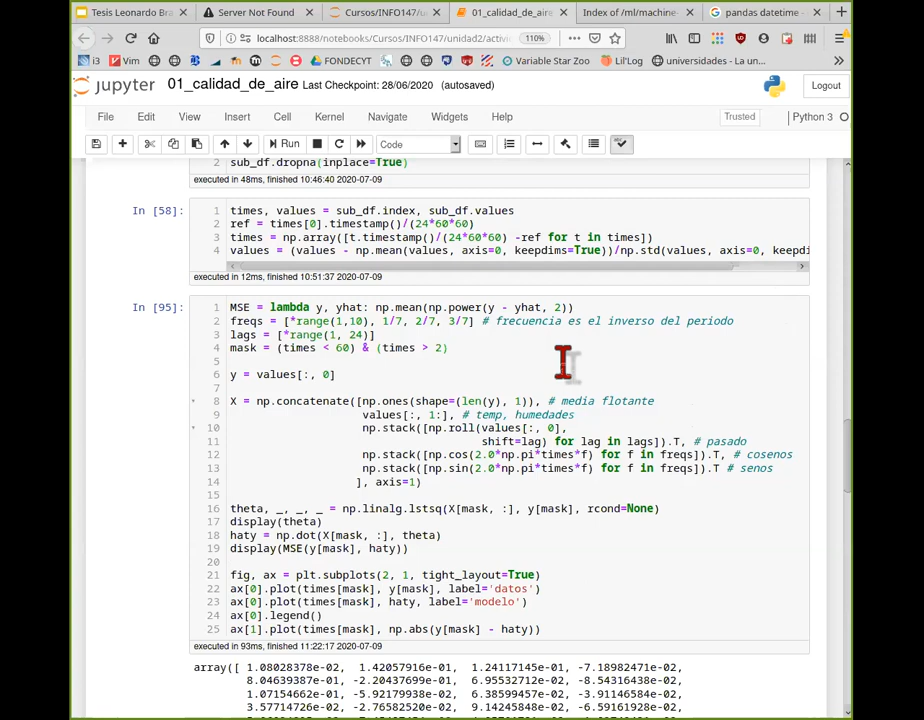 Tesis Leonardo Bra
Server Not Found
Cursos/INFO147/u
01_calidad_de_aire
Index of /ml/machine-
pandas datetime -
localhost:8888/notebooks/Cursos/INFO147/unidad2/activi
110%
i3
Vim
FONDECYT
Variable Star Zoo
Lil'Log
universidades - La un...
jupyter
01_calidad_de_aire
Last Checkpoint: 28/06/2020
(autosaved)
Logout
File
Edit
View
Insert
Cell
Kernel
Navigate
Widgets
Help
Trusted
Python 3
Run
Code
2 sub_df.dropna(inplace=True)
executed in 48ms, finished 10:46:40 2020-07-09
In [58]:
1 times, values = sub_df.index, sub_df.values
2 ref = times[0].timestamp()/(24*60*60)
3 times = np.array([t.timestamp()/(24*60*60) -ref for t in times])
4 values = (values - np.mean(values, axis=0, keepdims=True))/np.std(values, axis=0, keepdi
executed in 12ms, finished 10:51:37 2020-07-09
In [95]:
1 MSE = lambda y, yhat: np.mean(np.power(y - yhat, 2))
2 freqs = [*range(1,10), 1/7, 2/7, 3/7] # frecuencia es el inverso del periodo
3 lags = [*range(1, 24)]
4 mask = (times < 60) & (times > 2)
5
6 y = values[:, 0]
7
8 X = np.concatenate([np.ones(shape=(len(y), 1)), # media flotante
9 values[:, 1:], # temp, humedades
10 np.stack([np.roll(values[:, 0],
11 shift=lag) for lag in lags]).T, # pasado
12 np.stack([np.cos(2.0*np.pi*times*f) for f in freqs]).T, # cosenos
13 np.stack([np.sin(2.0*np.pi*times*f) for f in freqs]).T # senos
14 ], axis=1)
15
16 theta, _, _, _ = np.linalg.lstsq(X[mask, :], y[mask], rcond=None)
17 display(theta)
18 haty = np.dot(X[mask, :], theta)
19 display(MSE(y[mask], haty))
20
21 fig, ax = plt.subplots(2, 1, tight_layout=True)
22 ax[0].plot(times[mask], y[mask], label='datos')
23 ax[0].plot(times[mask], haty, label='modelo')
24 ax[0].legend()
25 ax[1].plot(times[mask], np.abs(y[mask] - haty))
executed in 93ms, finished 11:22:17 2020-07-09
array([ 1.08028378e-02, 1.42057916e-01, 1.24117145e-01, -7.18982471e-02,
8.04639387e-02, -2.20437699e-01, 6.95532712e-02, -8.54316438e-02,
1.07154662e-01, -5.92179938e-02, 6.38599457e-02, -3.91146584e-02,
3.57714726e-02, -2.76582520e-02, 9.14245848e-02, -6.59161928e-02,